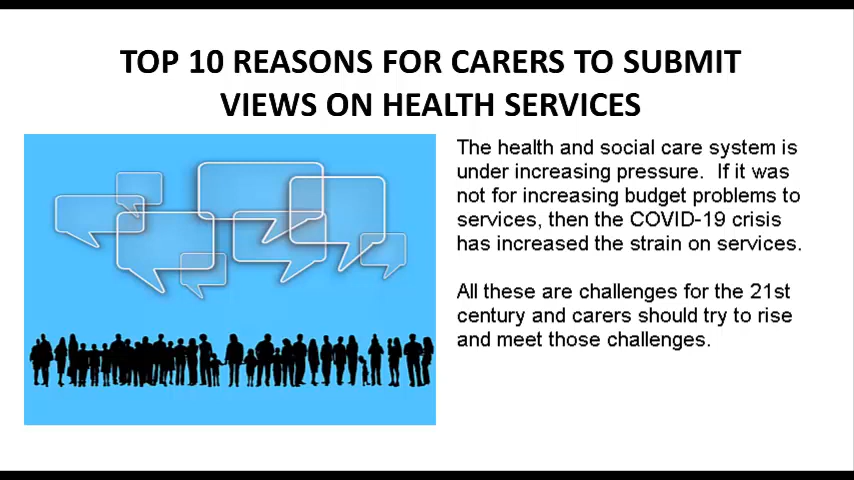 TOP 10 REASONS FOR CARERS TO SUBMIT
VIEWS ON HEALTH SERVICES
The health and social care system is
under increasing pressure.  If it was
not for increasing budget problems to
services, then the COVID-19 crisis
has increased the strain on services.
All these are challenges for the 21st
century and carers should try to rise
and meet those challenges.